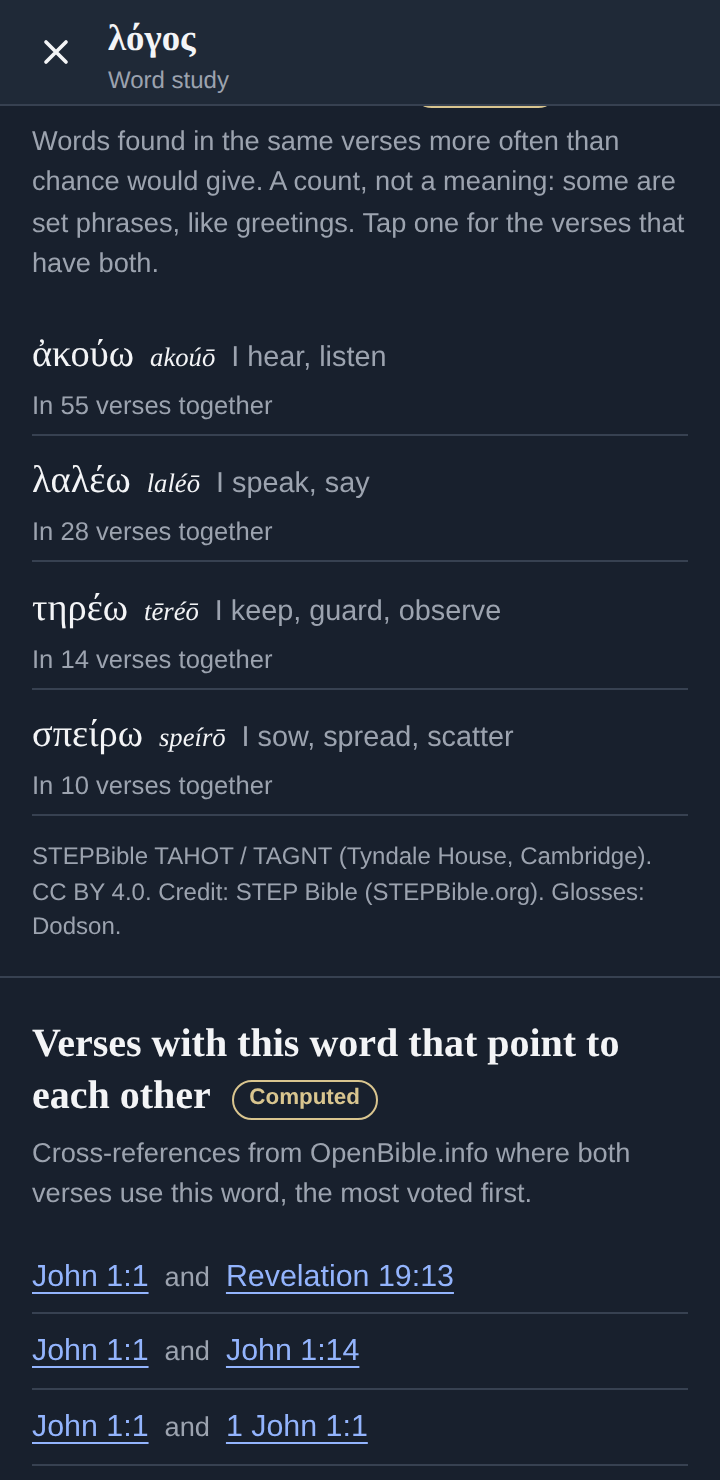 λόγος
Word study
Words found in the same verses more often than
chance would give. A count, not a meaning: some are
set phrases, like greetings. Tap one for the verses that
have both.
ἀκούω akoúō I hear, listen
In 55 verses together
λαλέω laléō I speak, say
In 28 verses together
τηρέω tēréō I keep, guard, observe
In 14 verses together
σπείρω speírō I sow, spread, scatter
In 10 verses together
STEPBible TAHOT / TAGNT (Tyndale House, Cambridge).
CC BY 4.0. Credit: STEP Bible (STEPBible.org). Glosses:
Dodson.
Verses with this word that point to
each other Computed
Cross-references from OpenBible.info where both
verses use this word, the most voted first.
John 1:1 and Revelation 19:13
John 1:1 and John 1:14
John 1:1 and 1 John 1:1